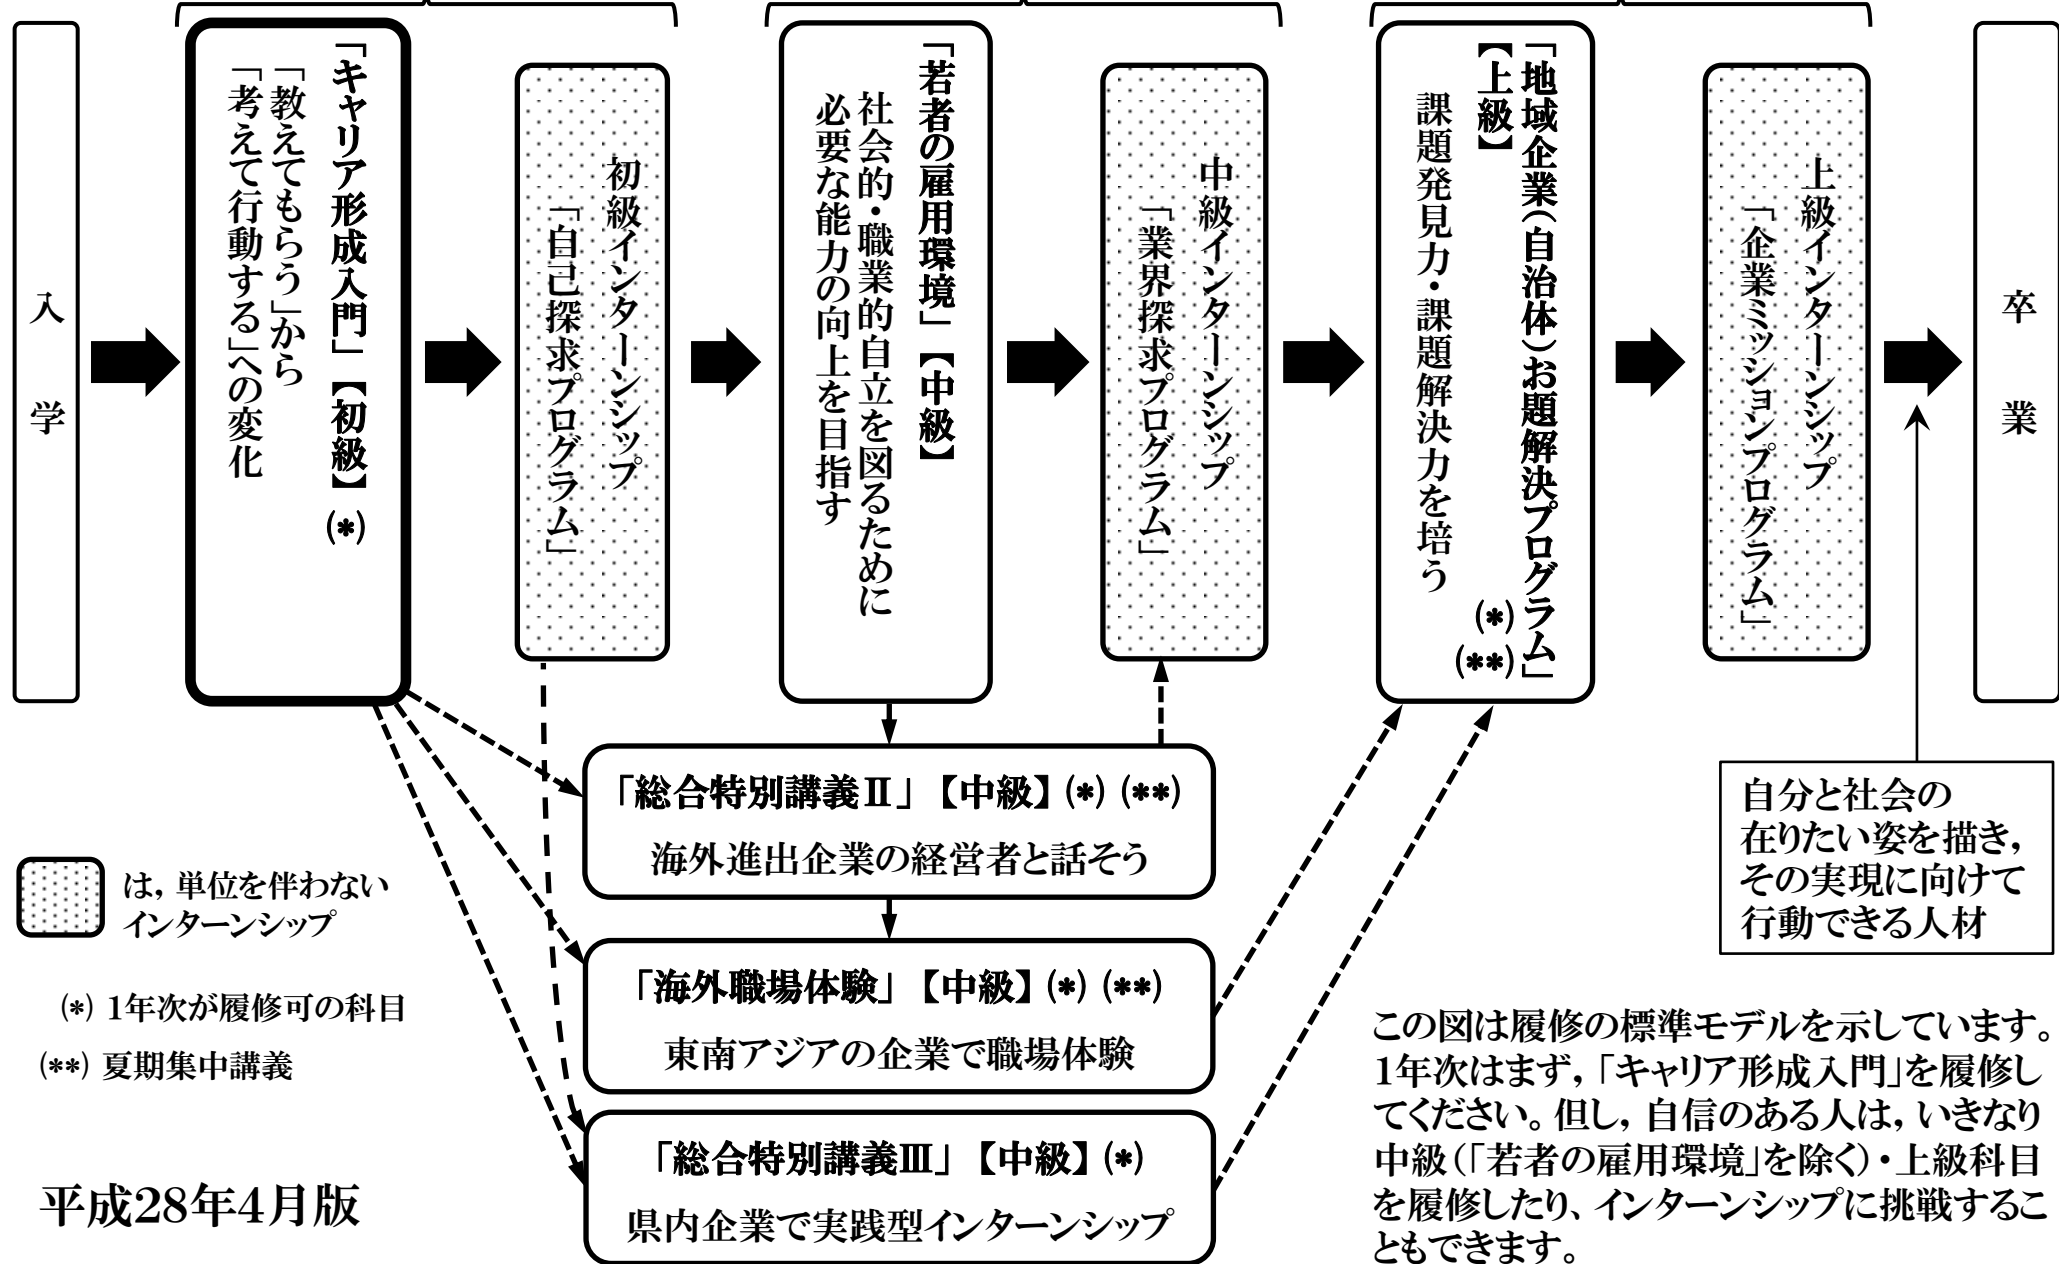 入学
「キャリア形成入門」【初級】(*)
「教えてもらう」から
「考えて行動する」への変化
初級インターンシップ
「自己探求プログラム」
「若者の雇用環境」【中級】
社会的・職業的自立を図るために
必要な能力の向上を目指す
中級インターンシップ
「業界探求プログラム」
「地域企業(自治体)お題解決プログラム」
【上級】(*)(**)
課題発見力・課題解決力を培う
上級インターンシップ
「企業ミッションプログラム」
卒業
「総合特別講義Ⅱ」【中級】(*)(**)
海外進出企業の経営者と話そう
「海外職場体験」【中級】(*)(**)
東南アジアの企業で職場体験
「総合特別講義Ⅲ」【中級】(*)
県内企業で実践型インターンシップ
自分と社会の
在りたい姿を描き,
その実現に向けて
行動できる人材
は, 単位を伴わない
インターンシップ
(*) 1年次が履修可の科目
(**) 夏期集中講義
平成28年4月版
この図は履修の標準モデルを示しています。
1年次はまず,「キャリア形成入門」を履修し
てください。但し, 自信のある人は, いきなり
中級(「若者の雇用環境」を除く)・上級科目
を履修したり、インターンシップに挑戦するこ
ともできます。